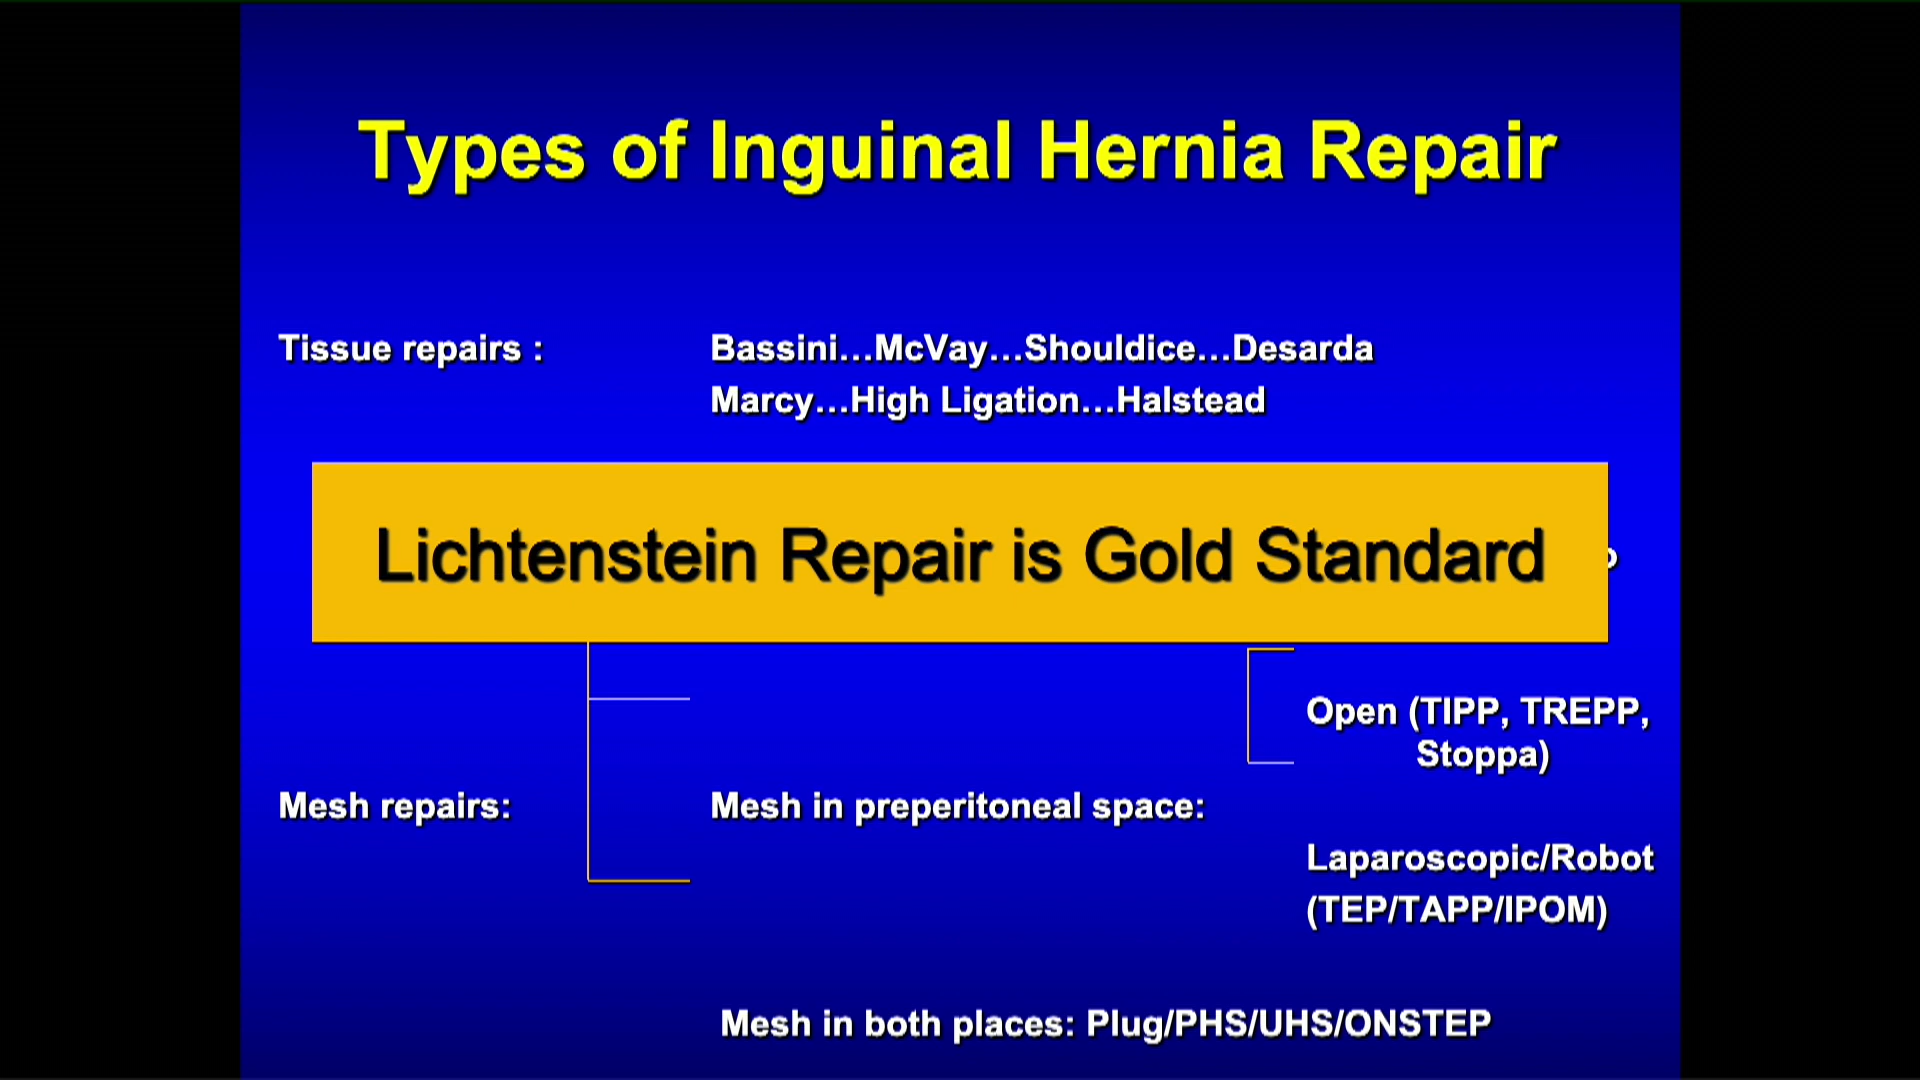 Types of Inguinal Hernia Repair
Tissue repairs :
Bassini…McVay…Shouldice…Desarda
Marcy…High Ligation…Halstead
Lichtenstein Repair is Gold Standard
Open (TIPP, TREPP,
Stoppa)
Mesh repairs:
Mesh in preperitoneal space:
Laparoscopic/Robot
(TEP/TAPP/IPOM)
Mesh in both places: Plug/PHS/UHS/ONSTEP